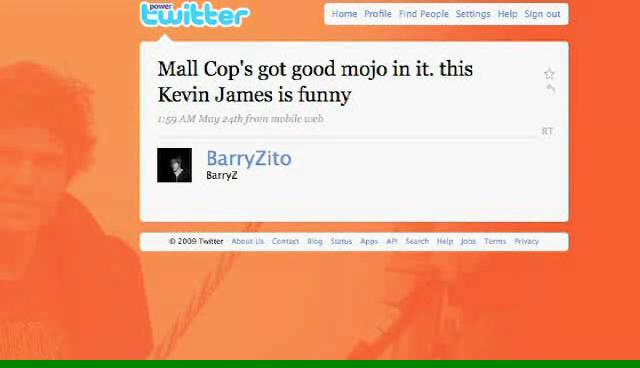 power
twitter
Home Profile Find People Settings Help Sign out
Mall Cop's got good mojo in it. this
Kevin James is funny
1:59 AM May 24th from mobile web
RT
BarryZito
BarryZ
© 2009 Twitter About Us Contact Blog Status Apps API Search Help Jobs Terms Privacy